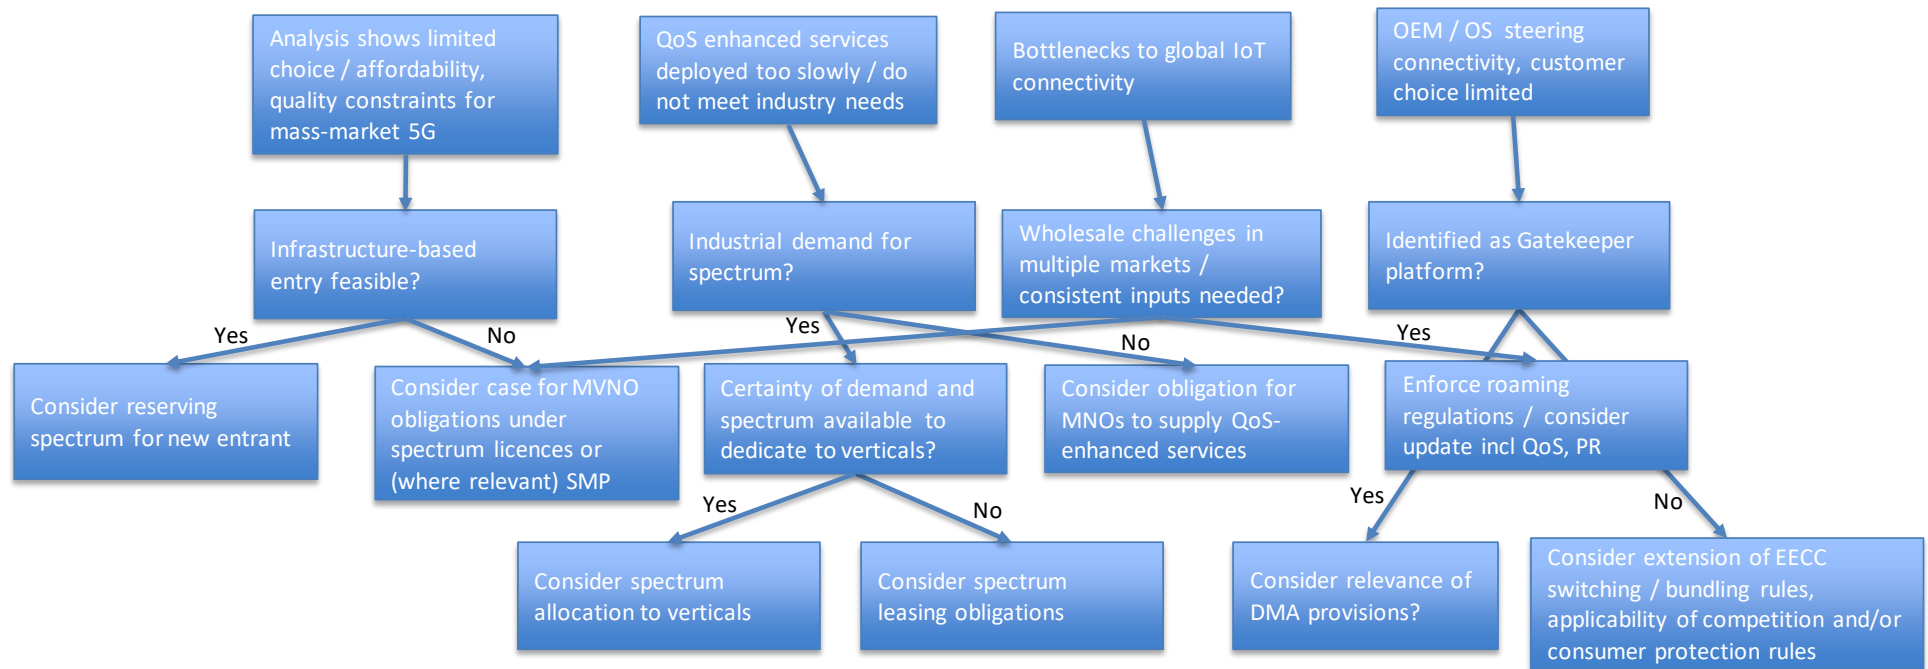 Analysis shows limited
choice / affordability,
quality constraints for
mass-market 5G
QoS enhanced services
deployed too slowly / do
not meet industry needs
Bottlenecks to global IoT
connectivity
OEM / OS steering
connectivity, customer
choice limited
Infrastructure-based
entry feasible?
Industrial demand for
spectrum?
Wholesale challenges in
multiple markets /
consistent inputs needed?
Identified as Gatekeeper
platform?
Yes
No
Yes
No
Yes
Consider reserving
spectrum for new entrant
Consider case for MVNO
obligations under
spectrum licences or
(where relevant) SMP
Certainty of demand and
spectrum available to
dedicate to verticals?
Consider obligation for
MNOs to supply QoS-
enhanced services
Enforce roaming
regulations / consider
update incl QoS, PR
Yes
No
Yes
No
Consider spectrum
allocation to verticals
Consider spectrum
leasing obligations
Consider relevance of
DMA provisions?
Consider extension of EECC
switching / bundling rules,
applicability of competition and/or
consumer protection rules